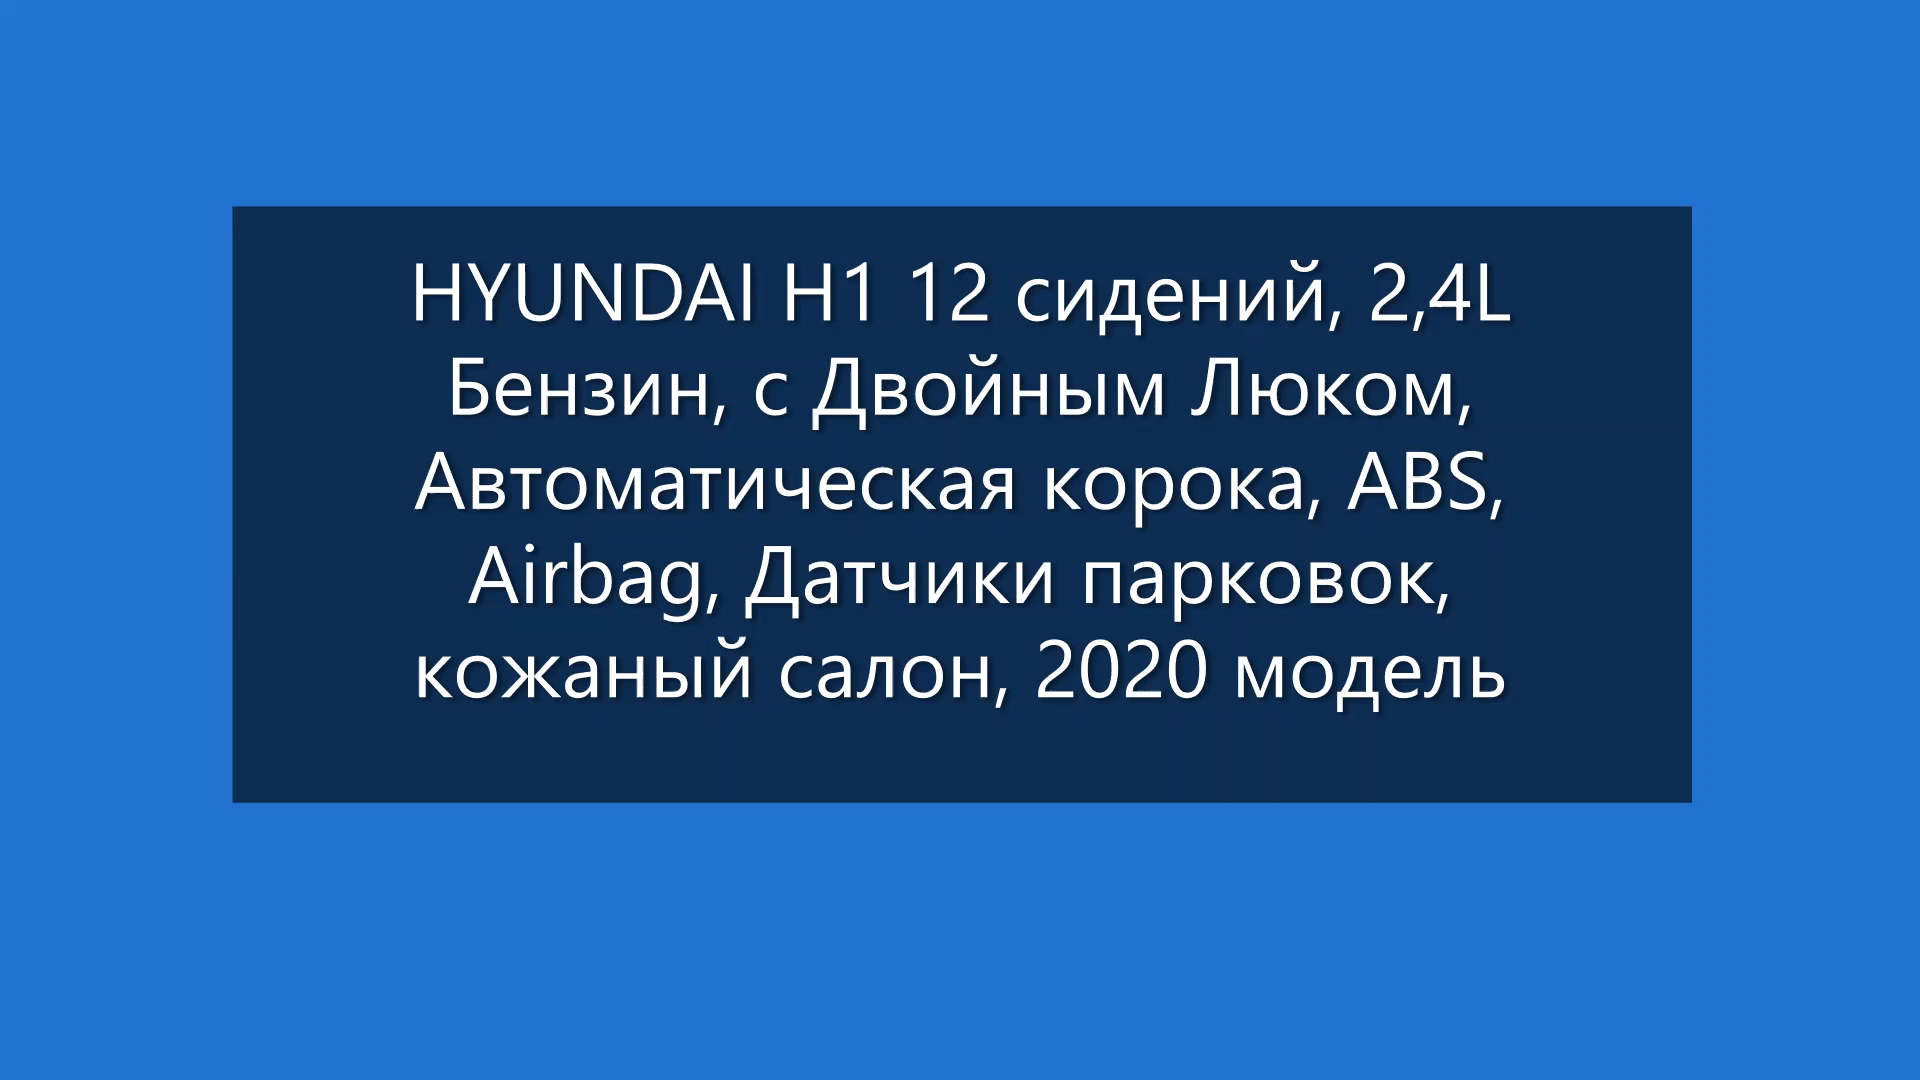 HYUNDAI H1 12 сидений, 2,4L
Бензин, с Двойным Люком,
Автоматическая корока, ABS,
Airbag, Датчики парковок,
кожаный салон, 2020 модель